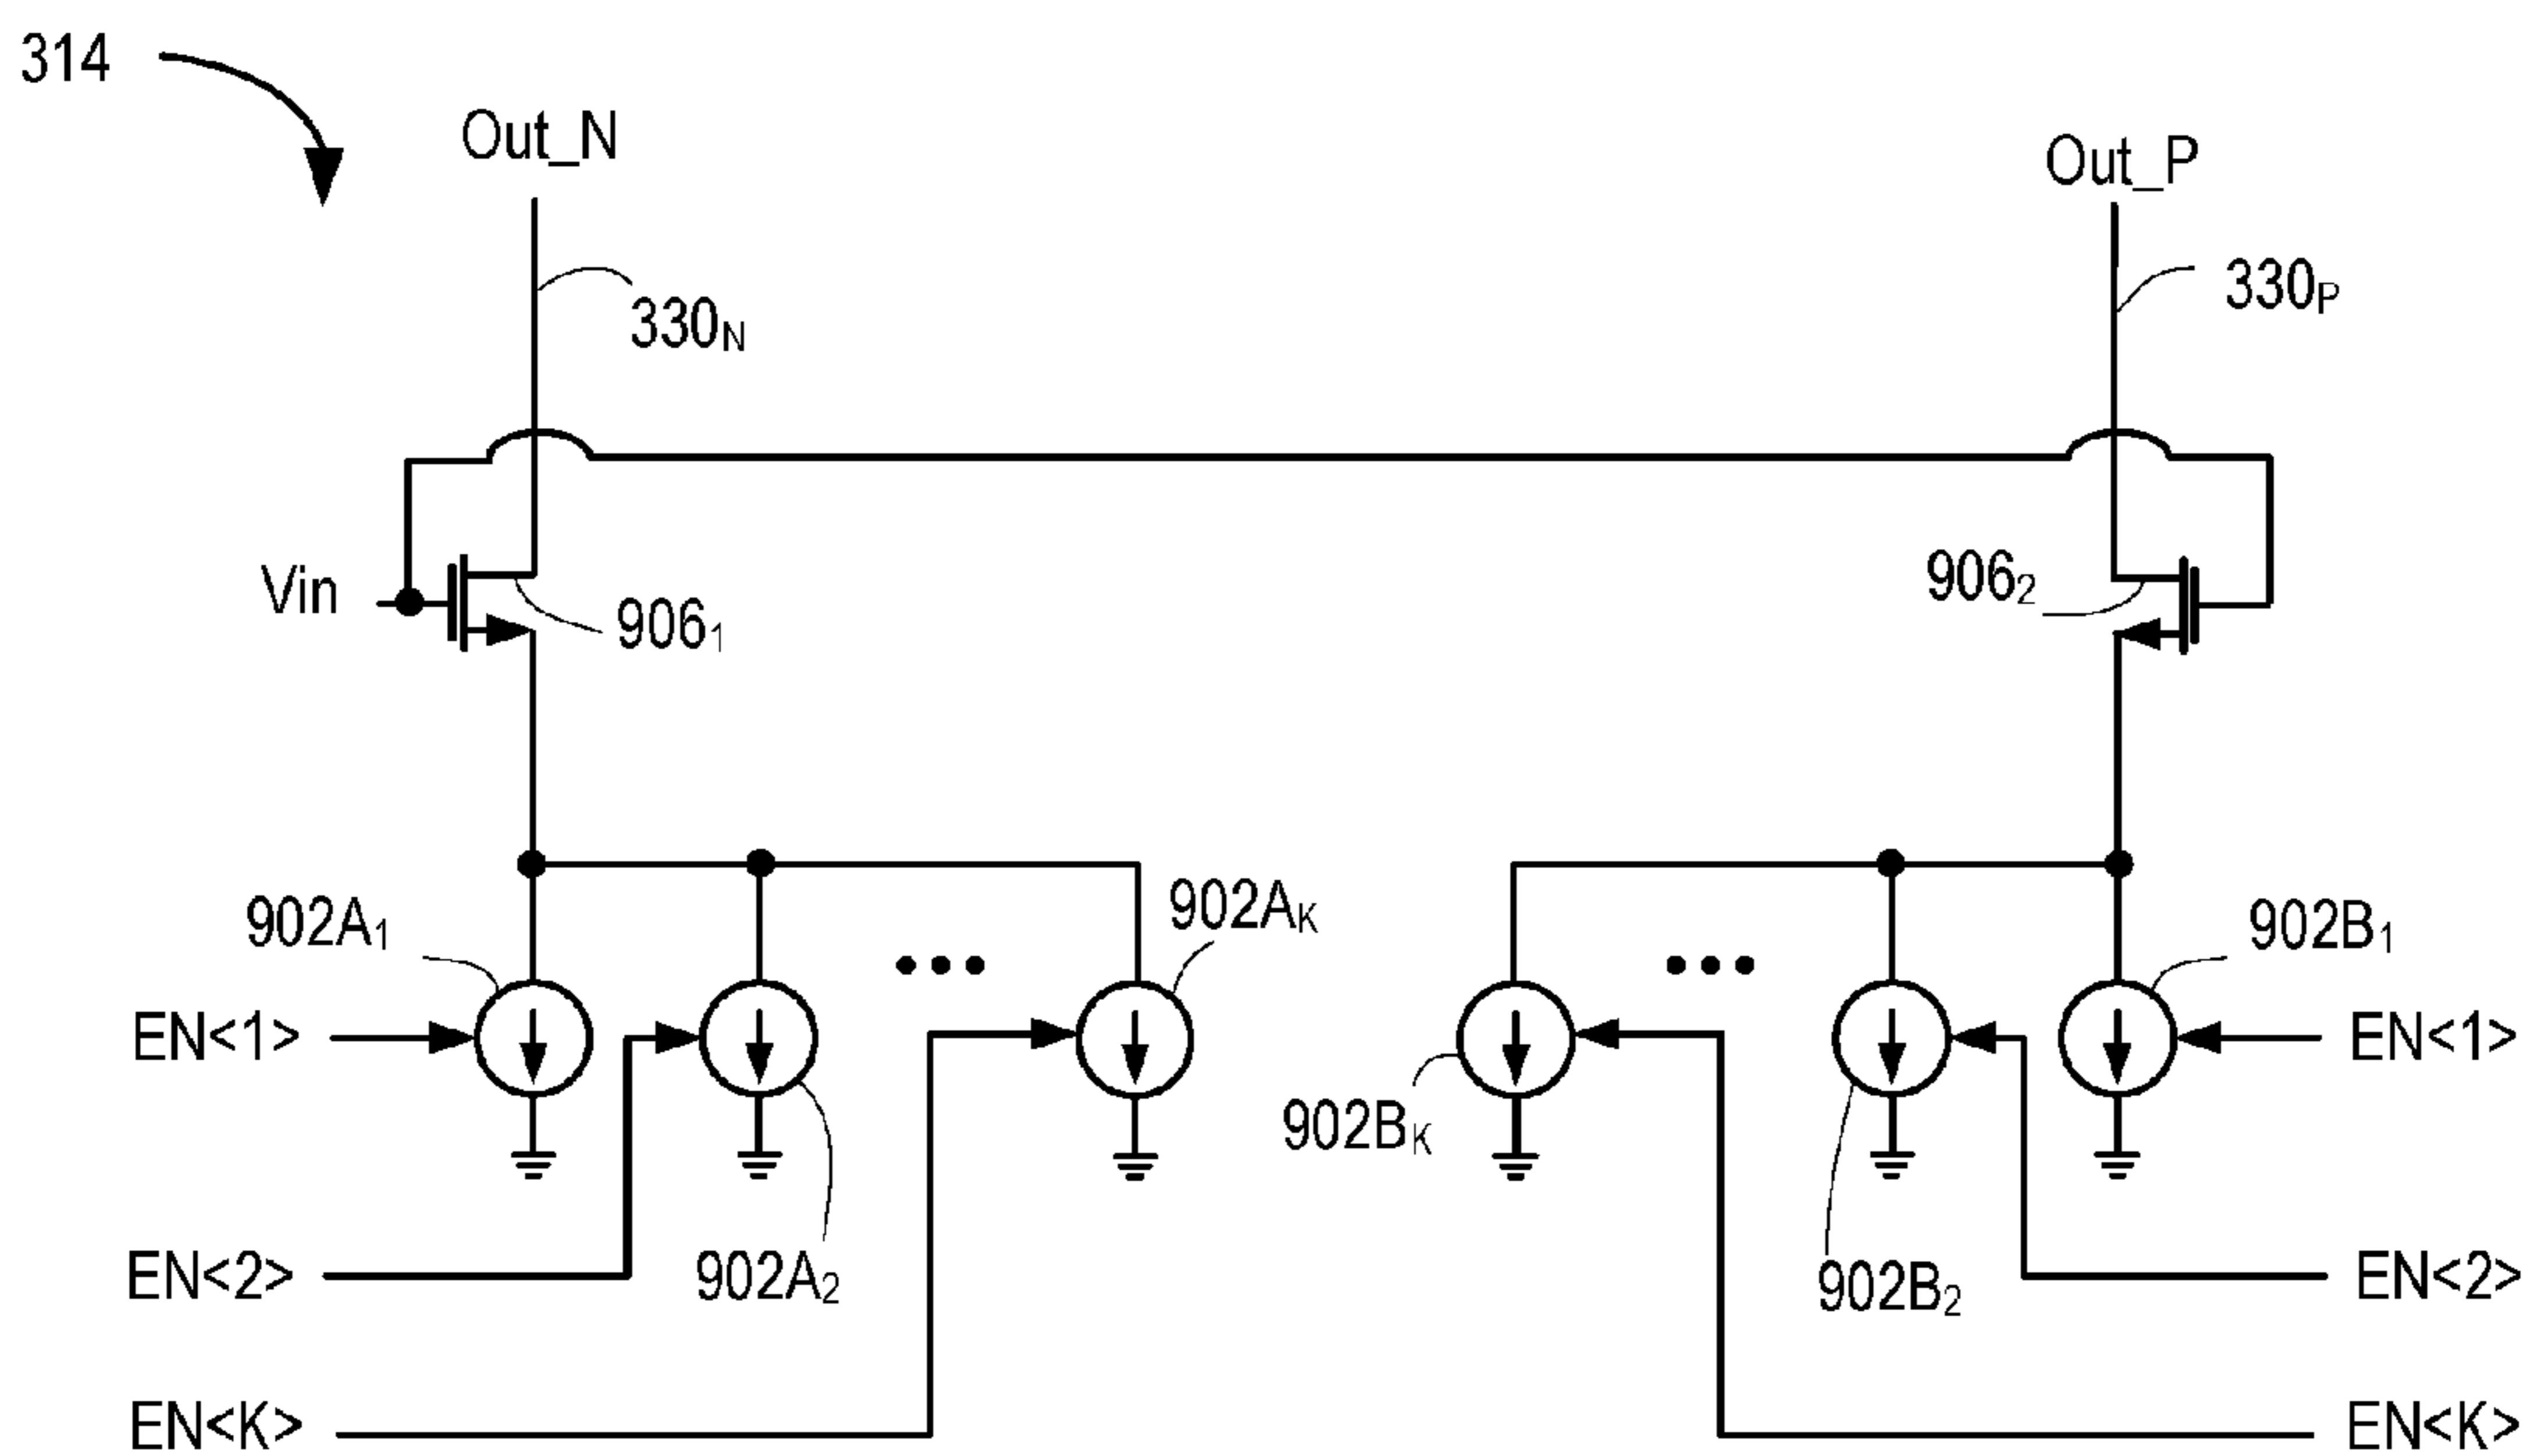 314
Out_N
Out_P
330N
330P
Vin
9061
9062
902A1
902AK
902B1
EN<1>
EN<1>
902BK
902A2
902B2
EN<2>
EN<2>
EN<K>
EN<K>